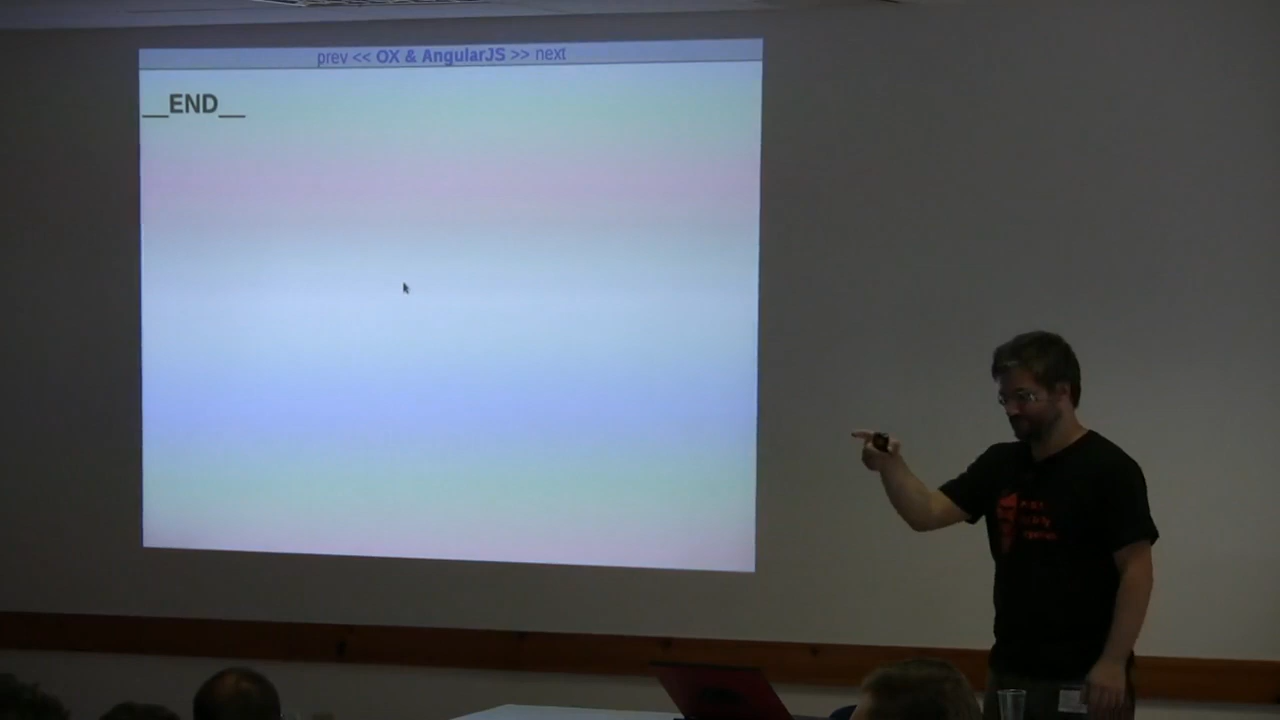 prev << OX & AngularJS >> next
__END__